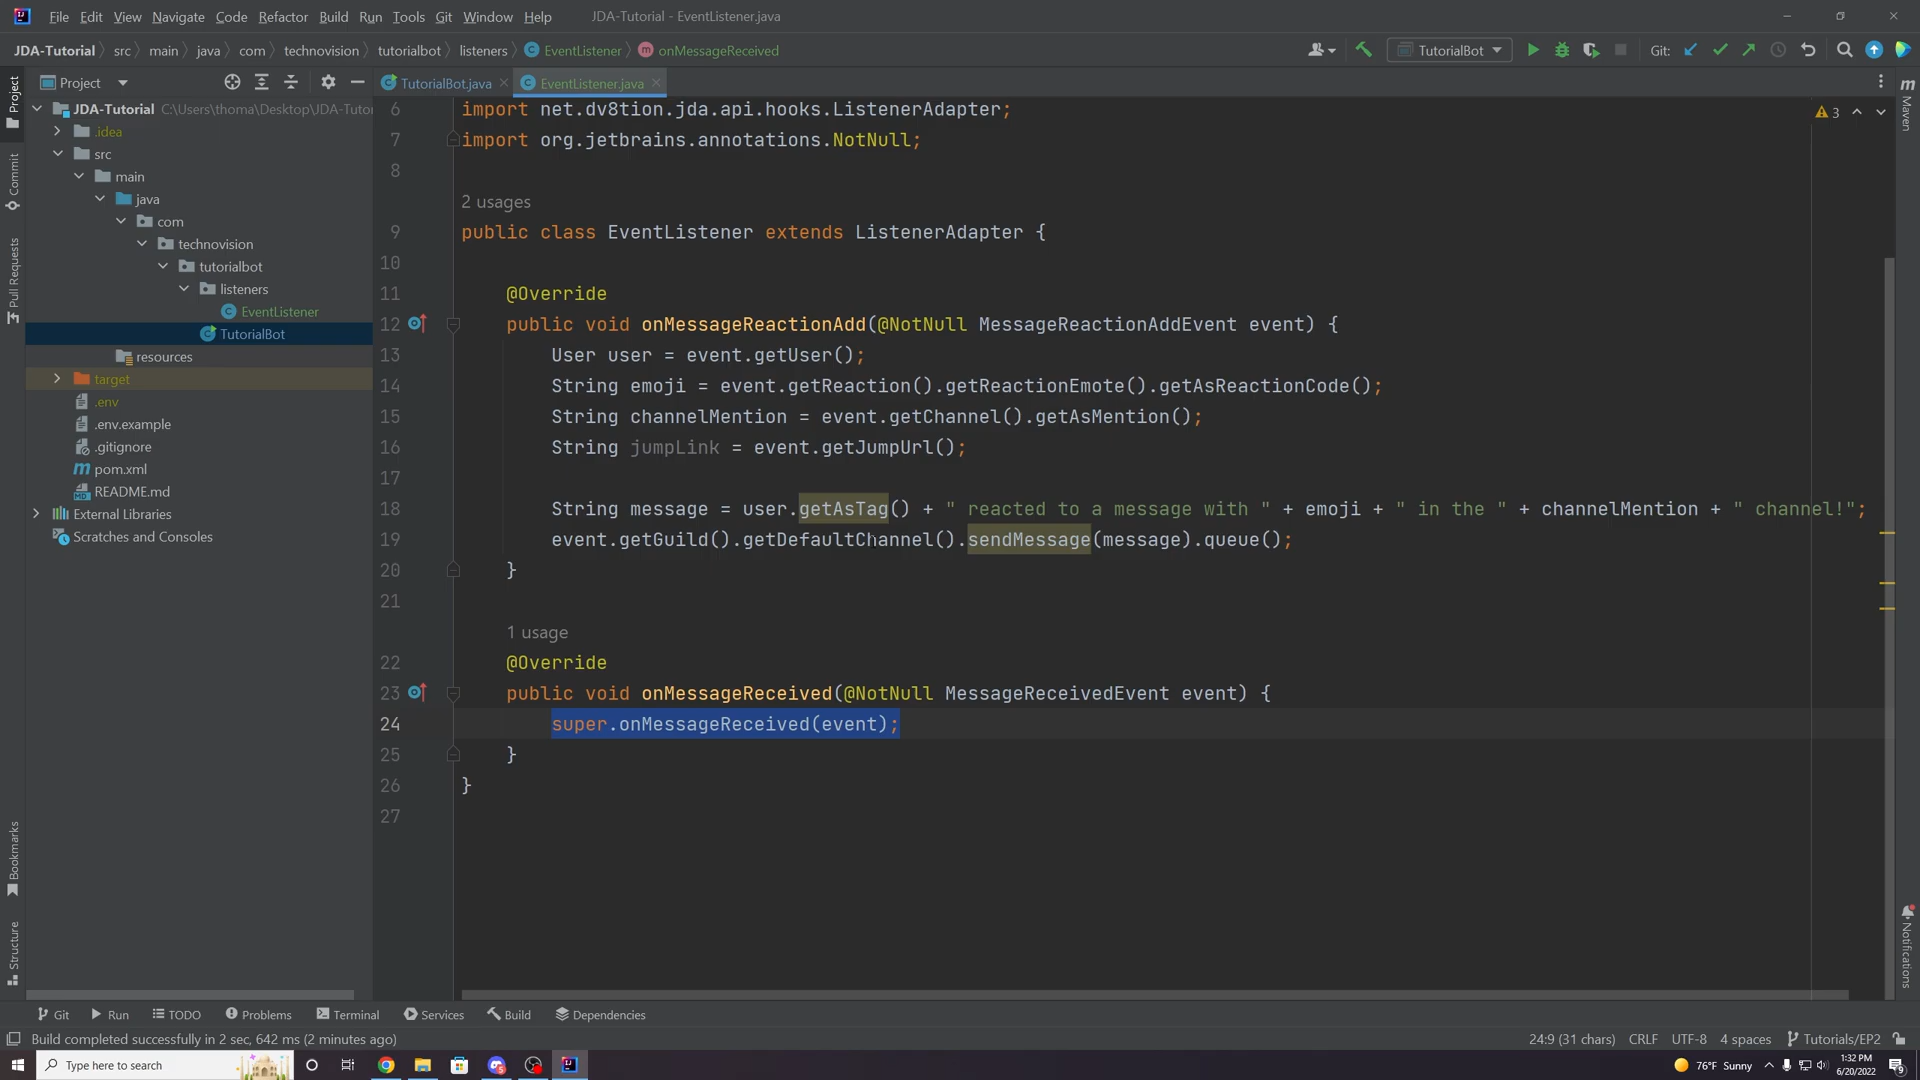 File Edit View Navigate Code Refactor Build Run Tools Git Window Help JDA-Tutorial - EventListener.java
JDA-Tutorial src main java com technovision tutorialbot listeners EventListener onMessageReceived TutorialBot Git:
Project TutorialBot.java EventListener.java
JDA-Tutorial C:\Users\thoma\Desktop\JDA-Tutor
.idea
src
main
java
com
technovision
tutorialbot
listeners
EventListener
TutorialBot
resources
target
.env
.env.example
.gitignore
pom.xml
README.md
External Libraries
Scratches and Consoles
Project
Commit
Pull Requests
Bookmarks
Structure
6 import net.dv8tion.jda.api.hooks.ListenerAdapter;
7 import org.jetbrains.annotations.NotNull;
8
2 usages
9 public class EventListener extends ListenerAdapter {
10
11 @Override
12 public void onMessageReactionAdd(@NotNull MessageReactionAddEvent event) {
13 User user = event.getUser();
14 String emoji = event.getReaction().getReactionEmote().getAsReactionCode();
15 String channelMention = event.getChannel().getAsMention();
16 String jumpLink = event.getJumpUrl();
17
18 String message = user.getAsTag() + " reacted to a message with " + emoji + " in the " + channelMention + " channel!";
19 event.getGuild().getDefaultChannel().sendMessage(message).queue();
20 }
21
1 usage
22 @Override
23 public void onMessageReceived(@NotNull MessageReceivedEvent event) {
24 super.onMessageReceived(event);
25 }
26 }
27
3
Maven
Notifications
Git Run TODO Problems Terminal Services Build Dependencies
Build completed successfully in 2 sec, 642 ms (2 minutes ago) 24:9 (31 chars) CRLF UTF-8 4 spaces Tutorials/EP2
Type here to search 76°F Sunny 1:32 PM
6/20/2022